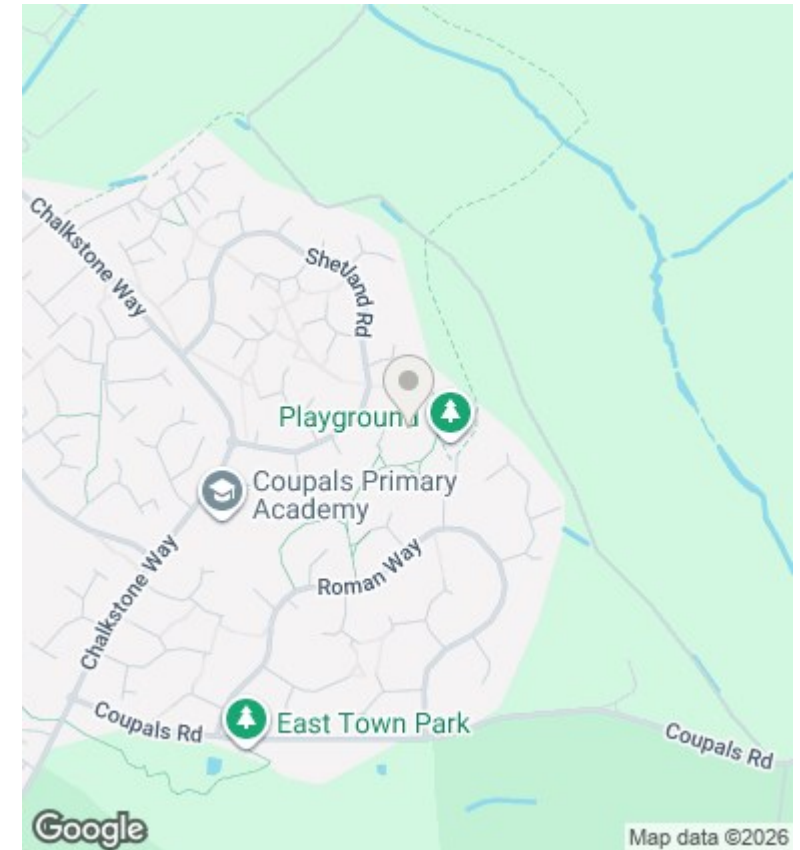 Chalkstone Way
Shetland Rd
Playground
Coupals Primary
Academy
Roman Way
Chalkstone Way
Coupals Rd
East Town Park
Coupals Rd
Google
Map data ©2026